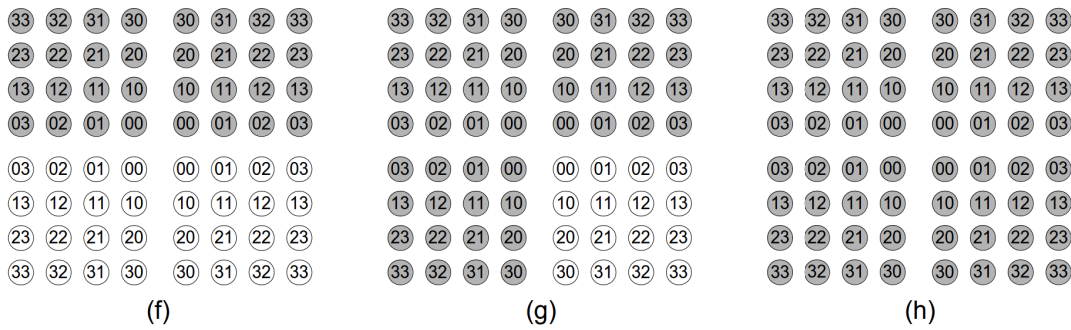 33 32 31 30 30 31 32 33 33 32 31 30 30 31 32 33 33 32 31 30 30 31 32 33
23 22 21 20 20 21 22 23 23 22 21 20 20 21 22 23 23 22 21 20 20 21 22 23
13 12 11 10 10 11 12 13 13 12 11 10 10 11 12 13 13 12 11 10 10 11 12 13
03 02 01 00 00 01 02 03 03 02 01 00 00 01 02 03 03 02 01 00 00 01 02 03
03 02 01 00 00 01 02 03 03 02 01 00 00 01 02 03 03 02 01 00 00 01 02 03
13 12 11 10 10 11 12 13 13 12 11 10 10 11 12 13 13 12 11 10 10 11 12 13
23 22 21 20 20 21 22 23 23 22 21 20 20 21 22 23 23 22 21 20 20 21 22 23
33 32 31 30 30 31 32 33 33 32 31 30 30 31 32 33 33 32 31 30 30 31 32 33
(f) (g) (h)